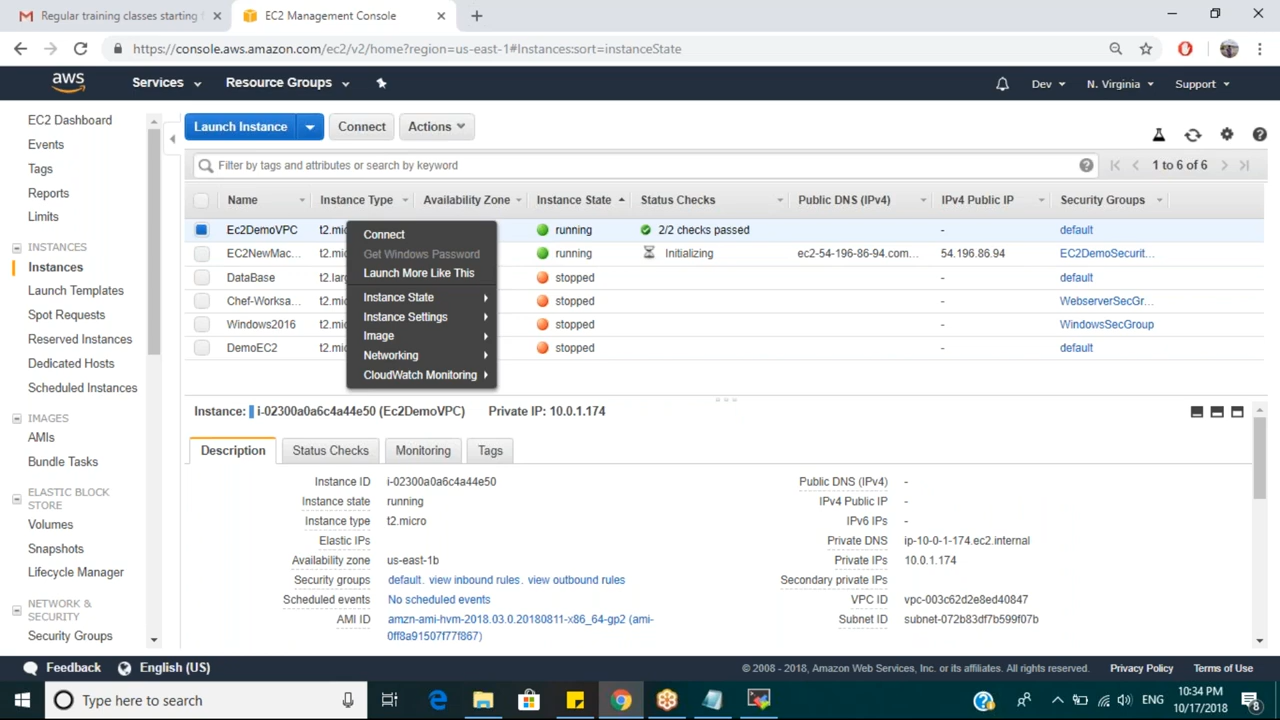 Regular training classes starting
EC2 Management Console
https://console.aws.amazon.com/ec2/v2/home?region=us-east-1#Instances:sort=instanceState
aws
Services
Resource Groups
Dev
N. Virginia
Support
EC2 Dashboard
Events
Tags
Reports
Limits
INSTANCES
Instances
Launch Templates
Spot Requests
Reserved Instances
Dedicated Hosts
Scheduled Instances
IMAGES
AMIs
Bundle Tasks
ELASTIC BLOCK
STORE
Volumes
Snapshots
Lifecycle Manager
NETWORK &
SECURITY
Security Groups
Launch Instance Connect Actions
Filter by tags and attributes or search by keyword
1 to 6 of 6
Name Instance Type Availability Zone Instance State Status Checks Public DNS (IPv4) IPv4 Public IP Security Groups
Ec2DemoVPC t2.mic running 2/2 checks passed - default
EC2NewMac... t2.mic running Initializing ec2-54-196-86-94.com... 54.196.86.94 EC2DemoSecurit...
DataBase t2.larg stopped - default
Chef-Worksa... t2.mic stopped - WebserverSecGr...
Windows2016 t2.mic stopped - WindowsSecGroup
DemoEC2 t2.mic stopped - default
Connect
Get Windows Password
Launch More Like This
Instance State
Instance Settings
Image
Networking
CloudWatch Monitoring
Instance: i-02300a0a6c4a44e50 (Ec2DemoVPC) Private IP: 10.0.1.174
Description Status Checks Monitoring Tags
Instance ID i-02300a0a6c4a44e50
Instance state running
Instance type t2.micro
Elastic IPs
Availability zone us-east-1b
Security groups default. view inbound rules. view outbound rules
Scheduled events No scheduled events
AMI ID amzn-ami-hvm-2018.03.0.20180811-x86_64-gp2 (ami-
0ff8a91507f77f867)
Public DNS (IPv4) -
IPv4 Public IP -
IPv6 IPs -
Private DNS ip-10-0-1-174.ec2.internal
Private IPs 10.0.1.174
Secondary private IPs
VPC ID vpc-003c62d2e8ed40847
Subnet ID subnet-072b83df7b599f07b
Feedback English (US)
© 2008 - 2018, Amazon Web Services, Inc. or its affiliates. All rights reserved. Privacy Policy Terms of Use
Type here to search
ENG
10:34 PM
10/17/2018
8